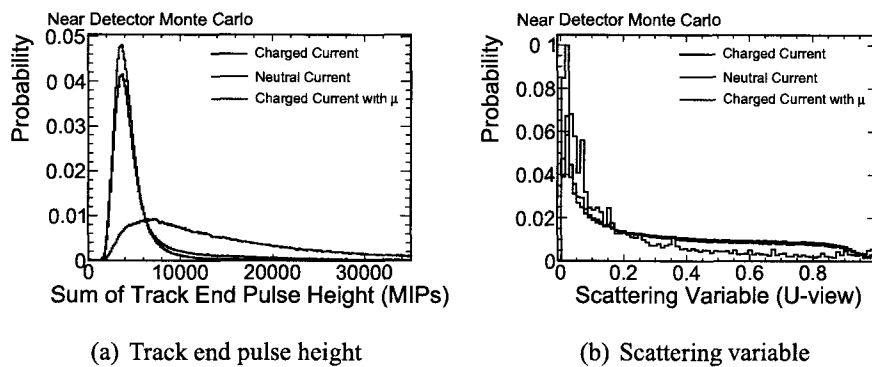 Near Detector Monte Carlo
Probability
0.05
0 04
0.03
0.02
0.01
0
0
10000
20000
30000
Charged Current
Neutral Current
Charged Current with μ
Sum of Track End Pulse Height (MIPs)
(a) Track end pulse height
Near Detector Monte Carlo
Probability
0 1
0.08
0.06
0.04
0.02
0
0
0.2
0.4
0.6
0.8
Charged Current
Neutral Current
Charged Current with μ
Scattering Variable (U-view)
(b) Scattering variable